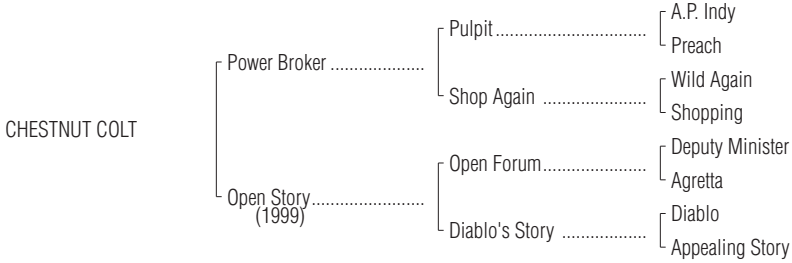 A.P. Indy
Pulpit..................................
Preach
Power Broker .....................
Wild Again
Shop Again .......................
Shopping
CHESTNUT COLT
Deputy Minister
Open Forum.......................
Agretta
Open Story.........................
(1999)
Diablo
Diablo's Story ...................
Appealing Story